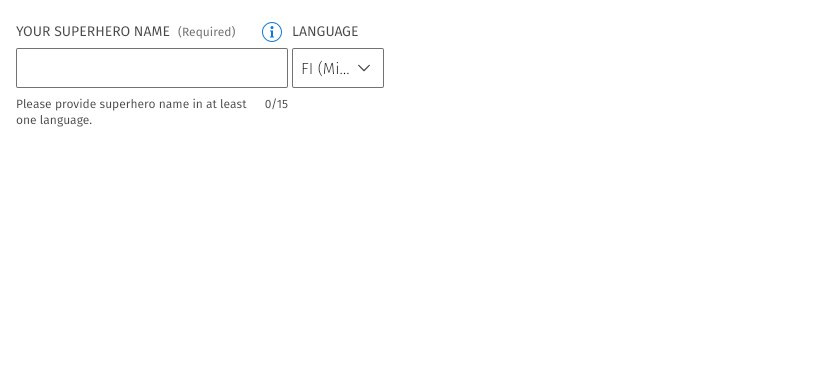 YOUR SUPERHERO NAME (Required) LANGUAGE
FI (Mi...
Please provide superhero name in at least 0/15
one language.